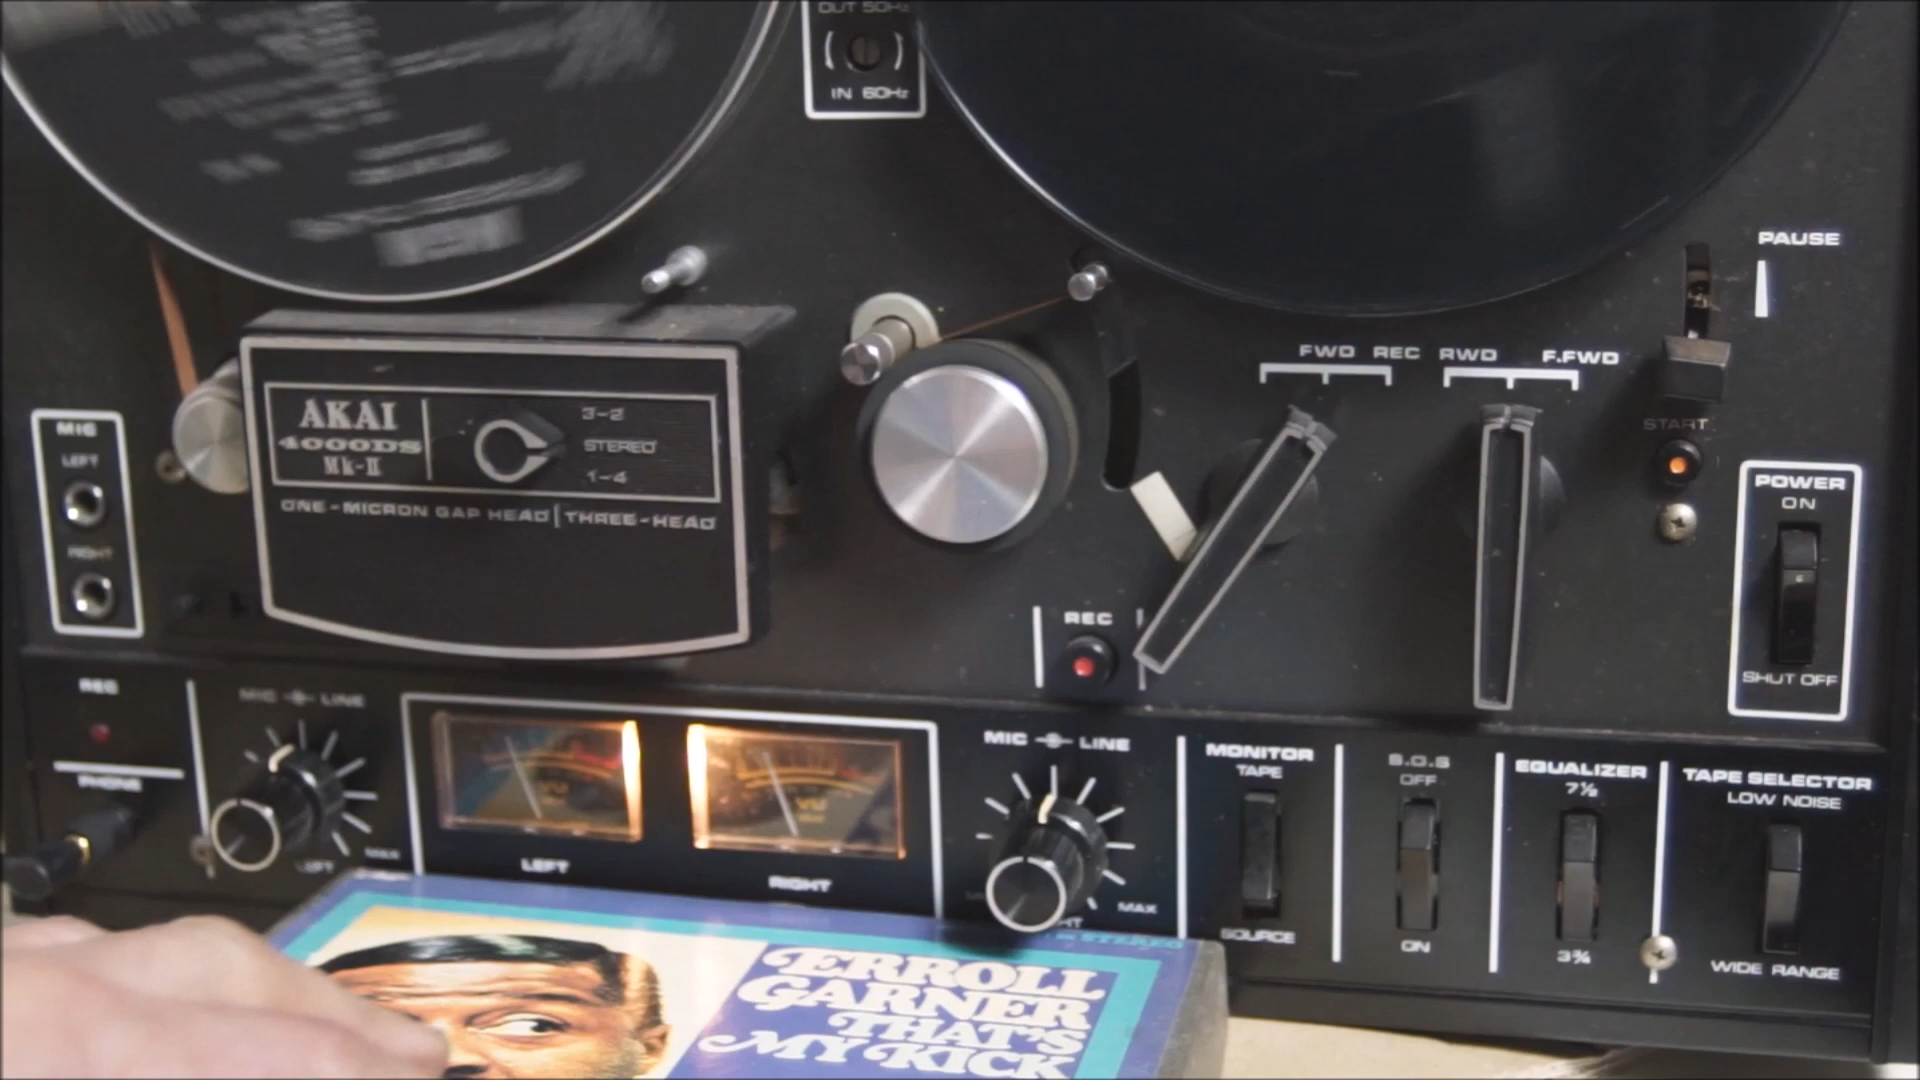 OUT 50Hz
IN 60Hz
PAUSE
FWD REC RWD F.FWD
START
MIC
LEFT
RIGHT
AKAI
4000DS
Mk-II
3-2
STEREO
1-4
ONE-MICRON GAP HEAD THREE-HEAD
POWER
ON
SHUT OFF
REC
REC
PHONE
MIC LINE
LEFT MAX
VU
VU
LEFT
RIGHT
MIC LINE
MAX
MONITOR
TAPE
SOURCE
S.O.S
OFF
ON
EQUALIZER
7½
3¾
TAPE SELECTOR
LOW NOISE
WIDE RANGE
STEREO
ERROLL
GARNER
THAT'S
MY KICK